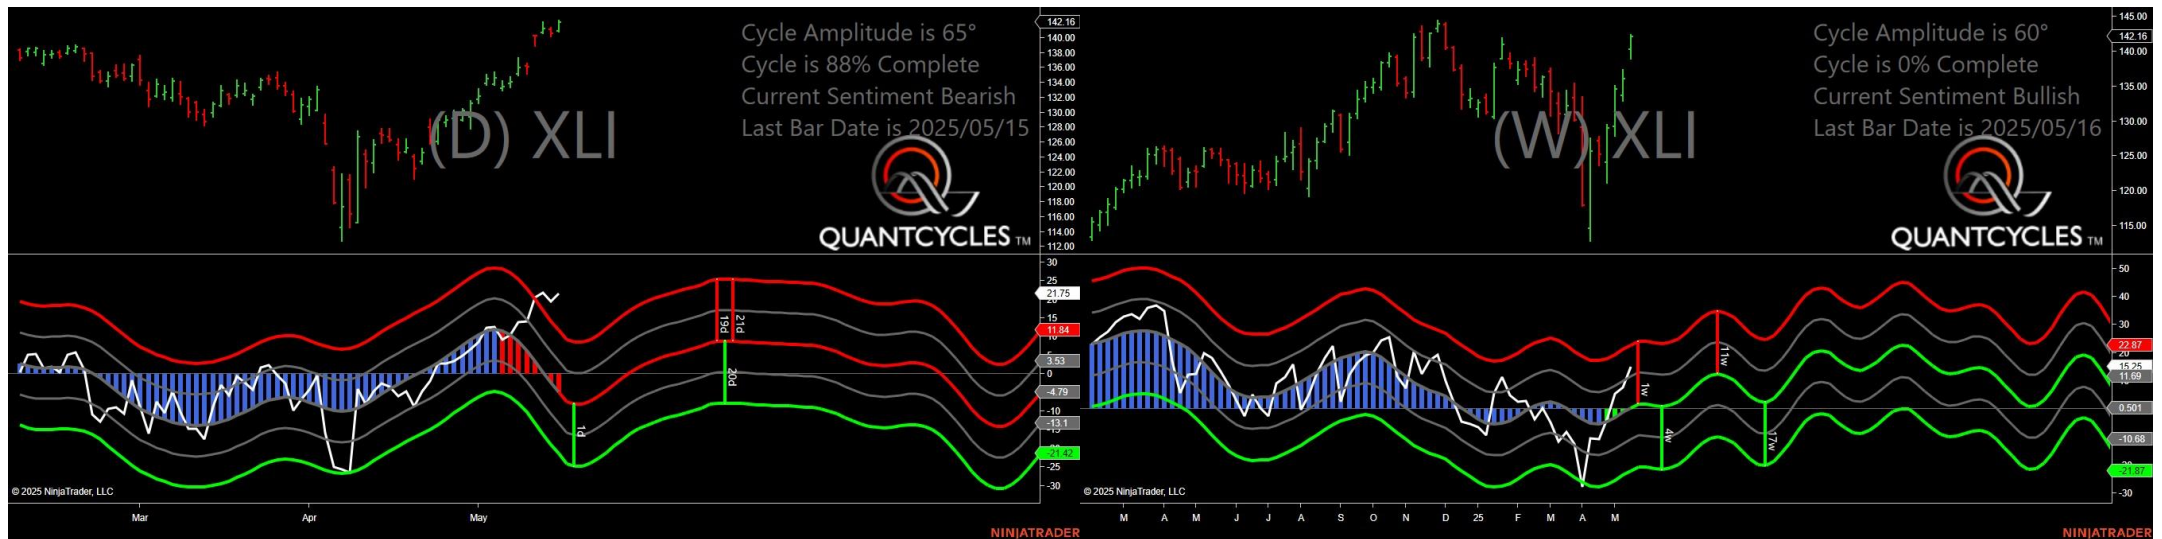 Cycle Amplitude is 65°
Cycle is 88% Complete
Current Sentiment Bearish
Last Bar Date is 2025/05/15
(D) XLI
QUANTCYCLES TM
142.16
140.00
138.00
136.00
134.00
132.00
130.00
128.00
126.00
124.00
122.00
120.00
118.00
116.00
114.00
112.00
30
25
21.75
15
11.84
3.53
0
-4.79
-10
-13.1
-21.42
-25
-30
19d
21d
20d
1d
© 2025 NinjaTrader, LLC
Mar
Apr
May
NINJATRADER
Cycle Amplitude is 60°
Cycle is 0% Complete
Current Sentiment Bullish
Last Bar Date is 2025/05/16
(W) XLI
QUANTCYCLES TM
145.00
142.16
140.00
135.00
130.00
125.00
120.00
115.00
50
40
30
22.87
15.25
11.69
0.501
-10.68
-21.87
-30
1w
11w
4w
17w
© 2025 NinjaTrader, LLC
M A M J J A S O N D 25 F M A M
NINJATRADER